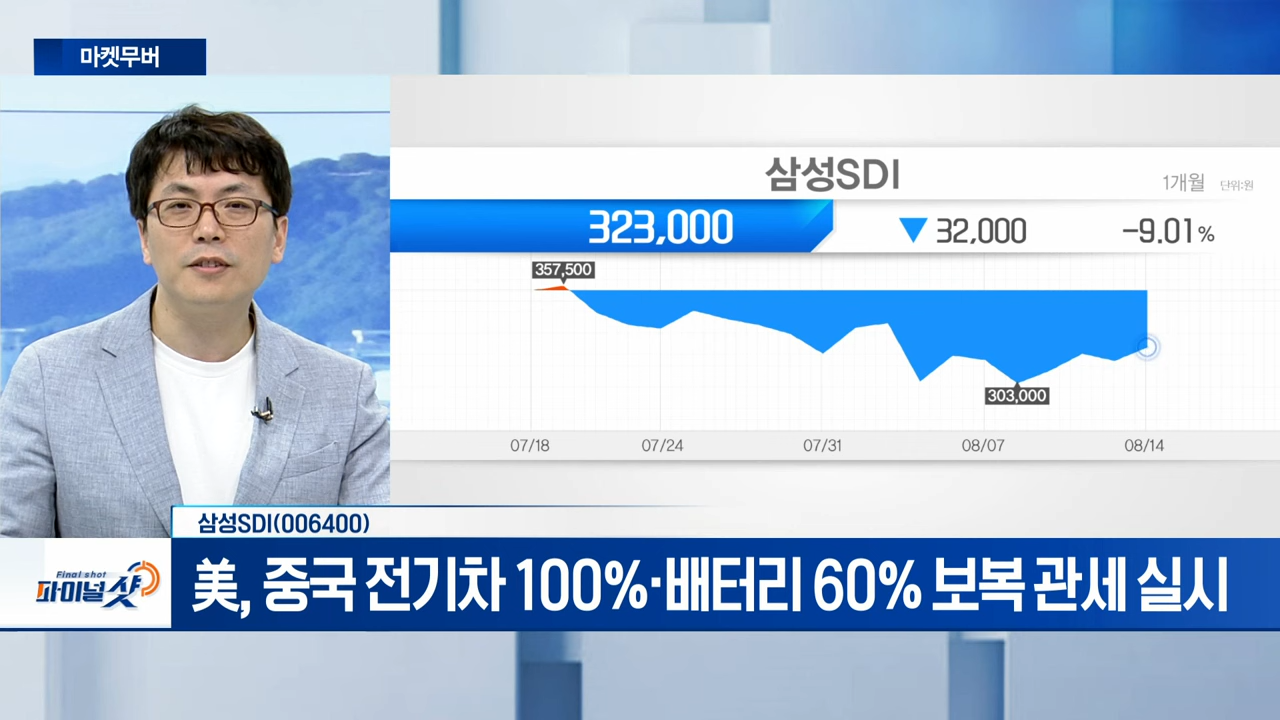 마켓무버
삼성SDI
1개월 단위:원
323,000 ▼ 32,000 -9.01%
357,500
303,000
07/18 07/24 07/31 08/07 08/14
삼성SDI(006400)
Final shot
파이널샷
美, 중국 전기차 100%·배터리 60% 보복 관세 실시